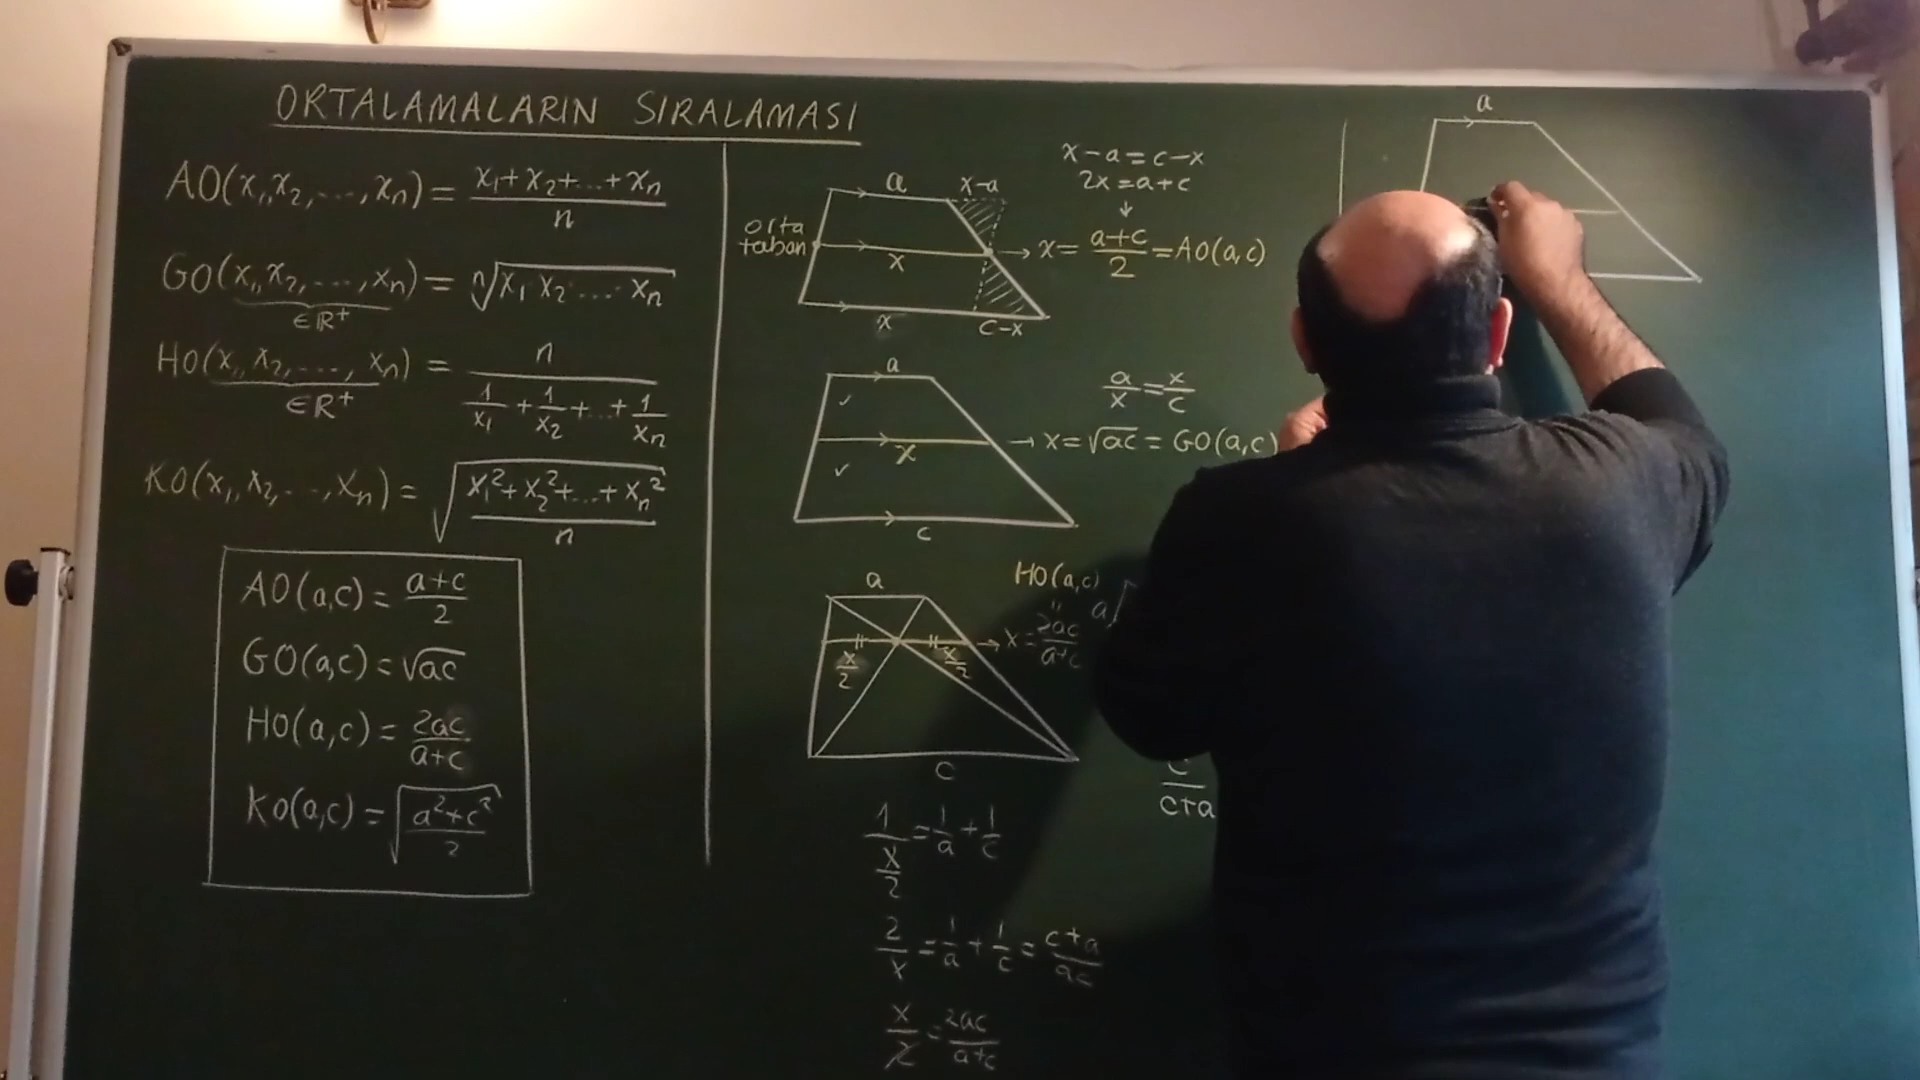 ORTALAMALARIN SIRALAMASI
AO(x₁,x₂,...,xₙ) = (x₁+x₂+...+xₙ)/n
GO(x₁,x₂,...,xₙ) = ⁿ√(x₁ x₂ ... xₙ)
∈R⁺
HO(x₁,x₂,...,xₙ) = n/(1/x₁ + 1/x₂ + ... + 1/xₙ)
∈R⁺
KO(x₁,x₂,...,xₙ) = √((x₁²+x₂²+...+xₙ²)/n)
AO(a,c) = (a+c)/2
GO(a,c) = √ac
HO(a,c) = 2ac/(a+c)
KO(a,c) = √((a²+c²)/2)
a
x-a
orta
taban
x
x
c-x
x-a=c-x
2x=a+c
↓
→ x = (a+c)/2 = AO(a,c)
a
✓
x
✓
c
a/x = x/c
→ x = √ac = GO(a,c)
a
x/2
x/2
c
HO(a,c)
"
→ x = 2ac/(a+c)
a
1/(x/2) = 1/a + 1/c
2/x = 1/a + 1/c = (c+a)/ac
x/2 = 2ac/(a+c)
c/(c+a)
a